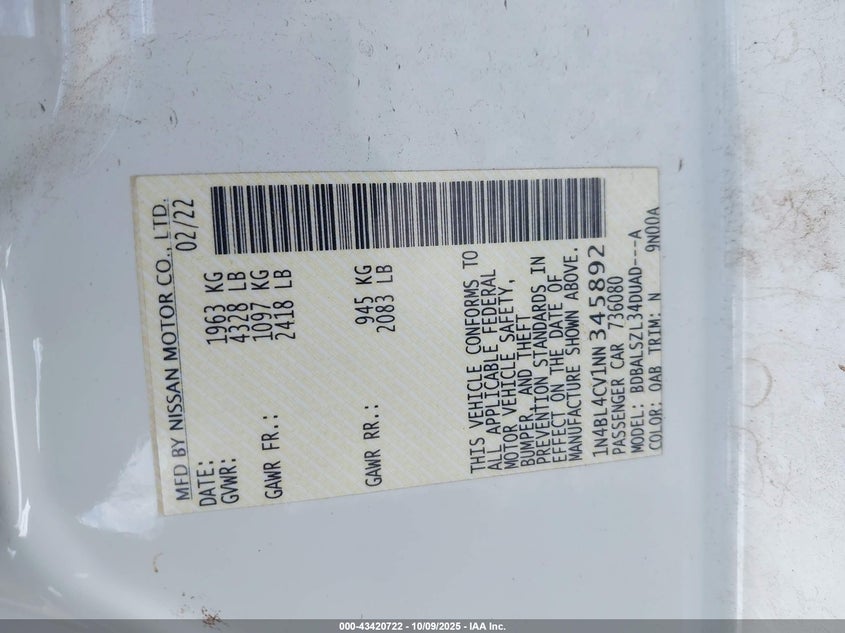 MFD BY NISSAN MOTOR CO., LTD.
DATE: 02/22
GVWR: 1963 KG
4328 LB
GAWR FR.: 1097 KG
2418 LB
GAWR RR.: 945 KG
2083 LB
THIS VEHICLE CONFORMS TO
ALL APPLICABLE FEDERAL
MOTOR VEHICLE SAFETY,
BUMPER, AND THEFT
PREVENTION STANDARDS IN
EFFECT ON THE DATE OF
MANUFACTURE SHOWN ABOVE.
1N4BL4CV1NN345892
PASSENGER CAR 736080
MODEL: BDBALSZL34DUAD---A
COLOR: QAB TRIM: N 9N00A
000-43420722 - 10/09/2025 - IAA Inc.